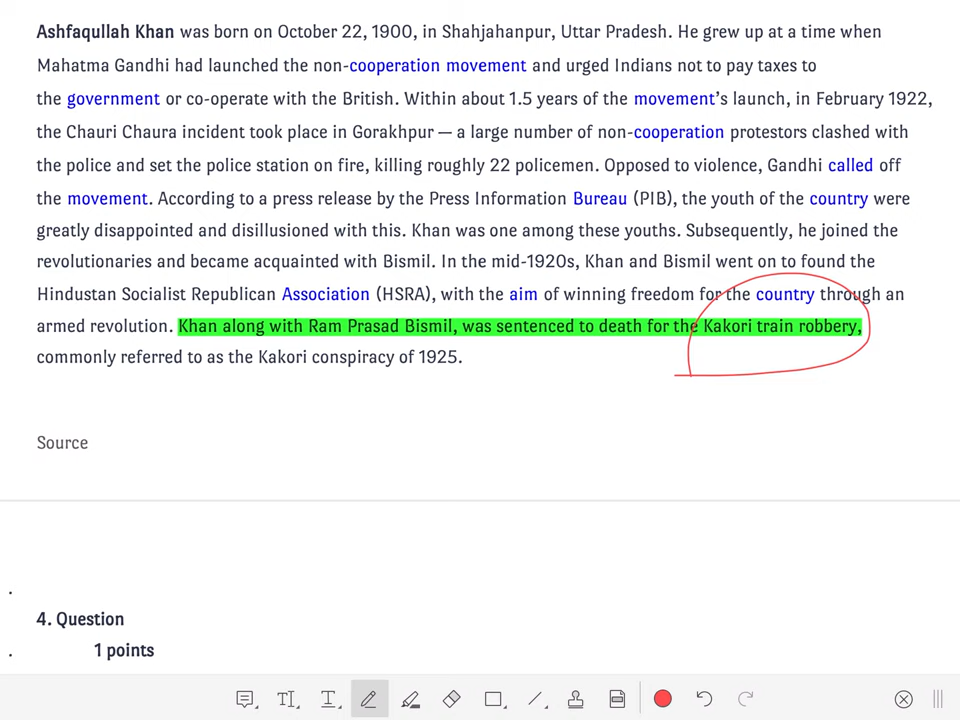 Ashfaqullah Khan was born on October 22, 1900, in Shahjahanpur, Uttar Pradesh. He grew up at a time when
Mahatma Gandhi had launched the non-cooperation movement and urged Indians not to pay taxes to
the government or co-operate with the British. Within about 1.5 years of the movement’s launch, in February 1922,
the Chauri Chaura incident took place in Gorakhpur — a large number of non-cooperation protestors clashed with
the police and set the police station on fire, killing roughly 22 policemen. Opposed to violence, Gandhi called off
the movement. According to a press release by the Press Information Bureau (PIB), the youth of the country were
greatly disappointed and disillusioned with this. Khan was one among these youths. Subsequently, he joined the
revolutionaries and became acquainted with Bismil. In the mid-1920s, Khan and Bismil went on to found the
Hindustan Socialist Republican Association (HSRA), with the aim of winning freedom for the country through an
armed revolution. Khan along with Ram Prasad Bismil, was sentenced to death for the Kakori train robbery,
commonly referred to as the Kakori conspiracy of 1925.
Source
.
4. Question
. 1 points